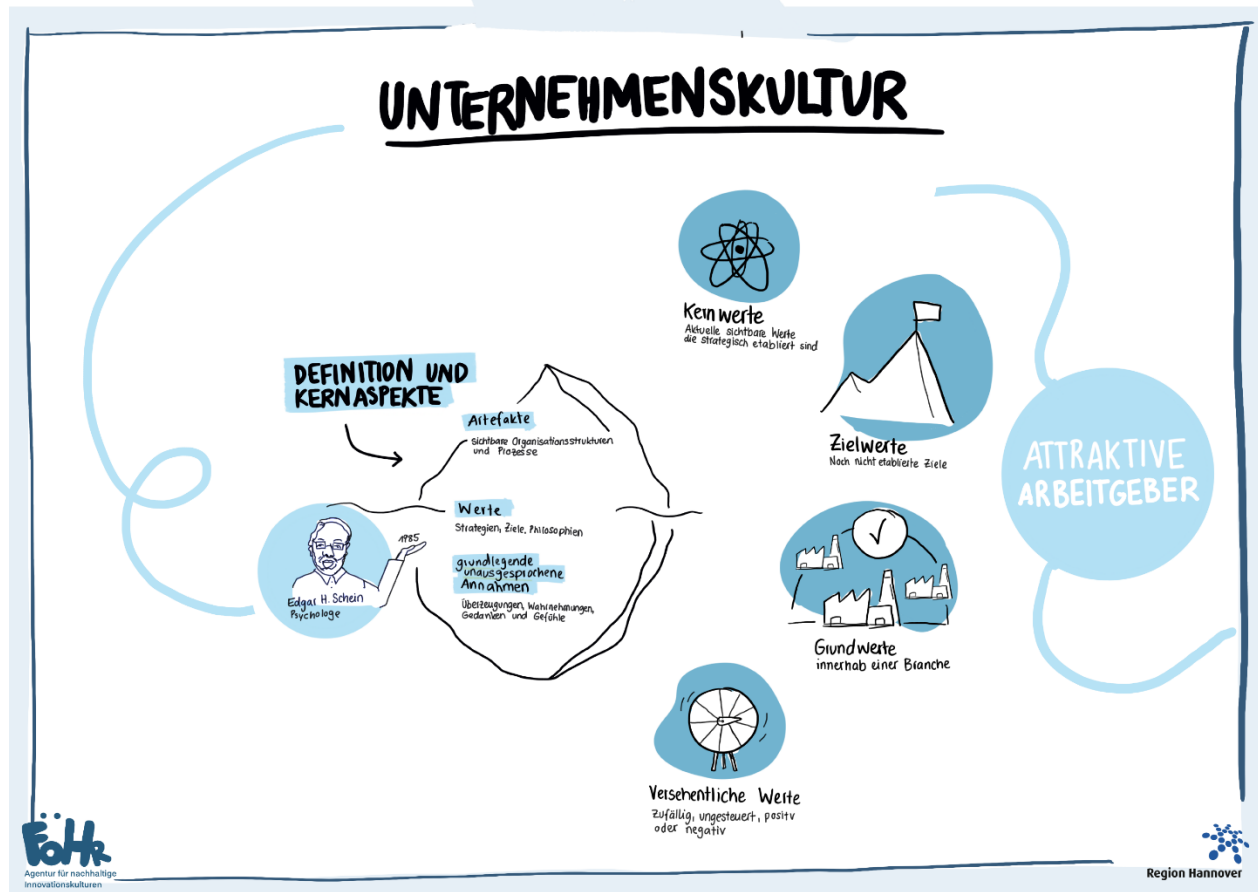 UNTERNEHMENSKULTUR
DEFINITION UND
KERNASPEKTE
Artefakte
sichtbare Organisationsstrukturen
und Prozesse
Werte
Strategien, Ziele, Philosophien
grundlegende
unausgesprochene
Annahmen
Überzeugungen, Wahrnehmungen,
Gedanken und Gefühle
1985
Edgar H. Schein
Psychologe
Kernwerte
Aktuelle sichtbare Werte
die strategisch etabliert sind
Zielwerte
Noch nicht etablierte Ziele
Grundwerte
innerhalb einer Branche
Versehentliche Werte
Zufällig, ungesteuert, positv
oder negativ
ATTRAKTIVE
ARBEITGEBER
FöHR
Agentur für nachhaltige
Innovationskulturen
Region Hannover